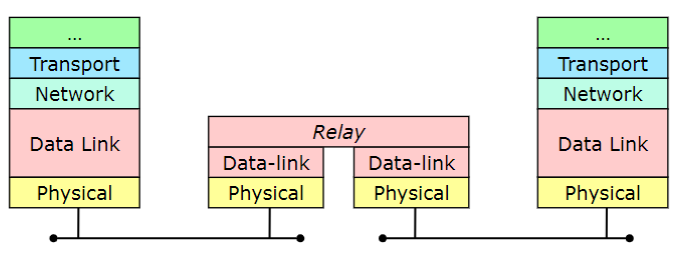 ...
Transport
Network
Data Link
Physical
Relay
Data-link
Physical
Data-link
Physical
...
Transport
Network
Data Link
Physical